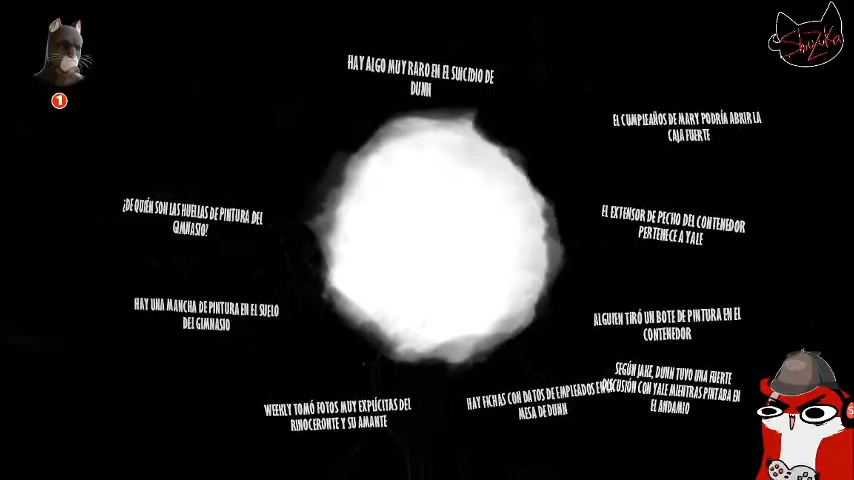 Shuzuka
HAY ALGO MUY RARO EN EL SUICIDIO DE
DUNN
EL CUMPLEAÑOS DE MARY PODRÍA ABRIR LA
CAJA FUERTE
1
¿DE QUIÉN SON LAS HUELLAS DE PINTURA DEL
GIMNASIO?
EL EXTENSOR DE PECHO DEL CONTENEDOR
PERTENECE A YALE
HAY UNA MANCHA DE PINTURA EN EL SUELO
DEL GIMNASIO
ALGUIEN TIRÓ UN BOTE DE PINTURA EN EL
CONTENEDOR
SEGÚN JAKE, DUNN TUVO UNA FUERTE
DISCUSIÓN CON YALE MIENTRAS PINTABA EN
EL ANDAMIO
WEEKLY TOMÓ FOTOS MUY EXPLÍCITAS DEL
RINOCERONTE Y SU AMANTE
HAY FICHAS CON DATOS DE EMPLEADOS EN LA
MESA DE DUNN
S